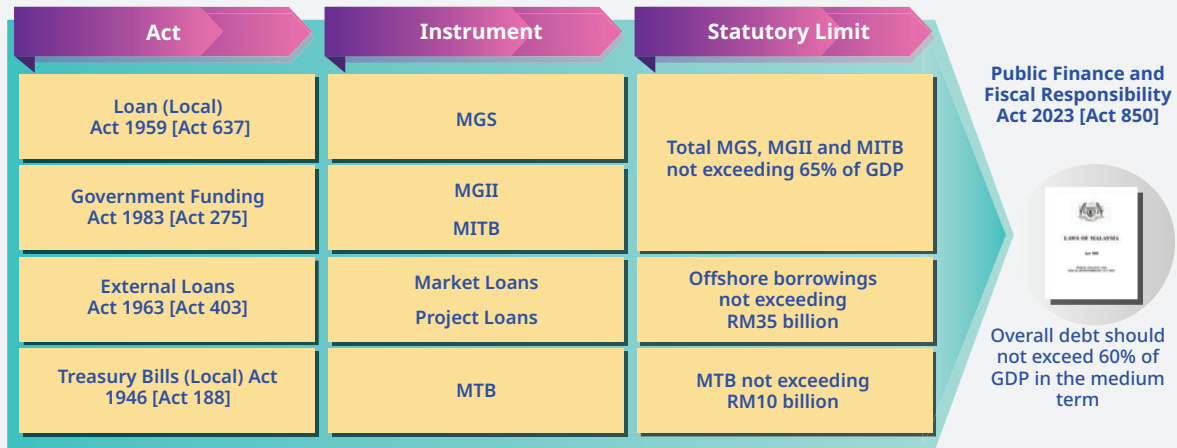 Act
Instrument
Statutory Limit
Loan (Local)
Act 1959 [Act 637]
MGS
Total MGS, MGII and MITB
not exceeding 65% of GDP
Government Funding
Act 1983 [Act 275]
MGII
MITB
External Loans
Act 1963 [Act 403]
Market Loans
Project Loans
Offshore borrowings
not exceeding
RM35 billion
Treasury Bills (Local) Act
1946 [Act 188]
MTB
MTB not exceeding
RM10 billion
Public Finance and
Fiscal Responsibility
Act 2023 [Act 850]
LAWS OF MALAYSIA
Overall debt should
not exceed 60% of
GDP in the medium
term